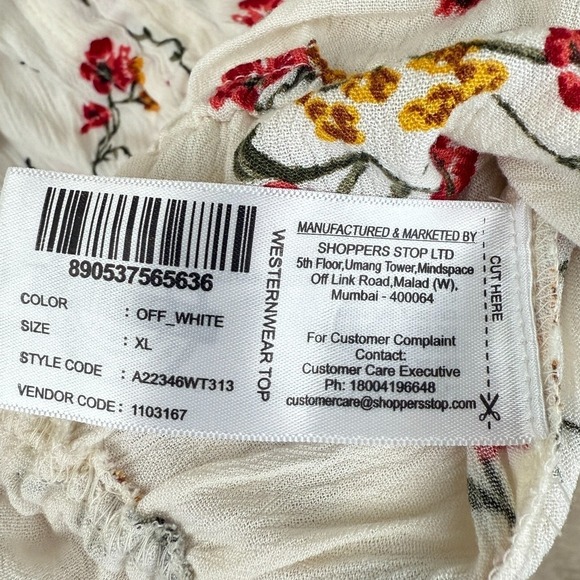 890537565636
COLOR : OFF_WHITE
SIZE : XL
STYLE CODE : A22346WT313
VENDOR CODE : 1103167
WESTERNWEAR TOP
MANUFACTURED & MARKETED BY
SHOPPERS STOP LTD
5th Floor,Umang Tower,Mindspace
Off Link Road,Malad (W),
Mumbai - 400064
For Customer Complaint
Contact:
Customer Care Executive
Ph: 18004196648
customercare@shoppersstop.com
CUT HERE